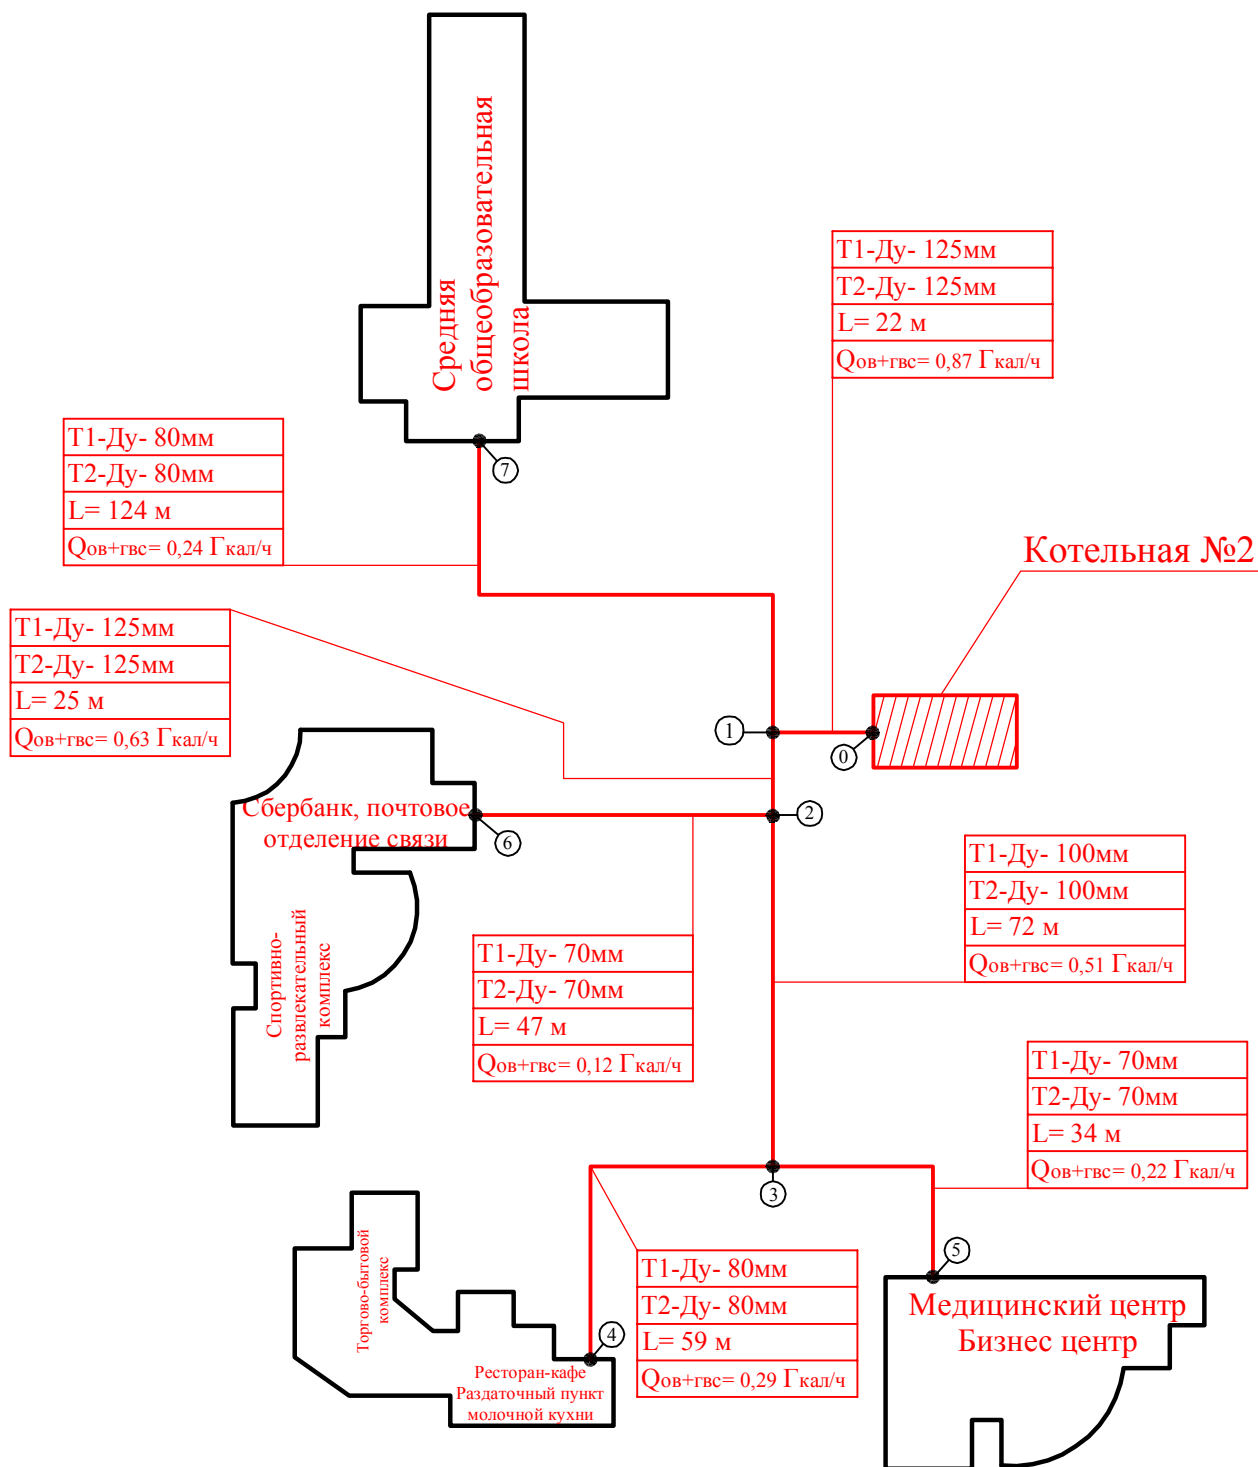 Средняя
общеобразовательная
школа
Т1-Ду- 125мм
Т2-Ду- 125мм
L= 22 м
Qов+гвс= 0,87 Гкал/ч
Т1-Ду- 80мм
Т2-Ду- 80мм
L= 124 м
Qов+гвс= 0,24 Гкал/ч
7
Котельная №2
Т1-Ду- 125мм
Т2-Ду- 125мм
L= 25 м
Qов+гвс= 0,63 Гкал/ч
1
0
Сбербанк, почтовое
отделение связи
6
2
Спортивно-
развлекательный
комплекс
Т1-Ду- 100мм
Т2-Ду- 100мм
L= 72 м
Qов+гвс= 0,51 Гкал/ч
Т1-Ду- 70мм
Т2-Ду- 70мм
L= 47 м
Qов+гвс= 0,12 Гкал/ч
Т1-Ду- 70мм
Т2-Ду- 70мм
L= 34 м
Qов+гвс= 0,22 Гкал/ч
3
Торгово-бытовой
комплекс
Т1-Ду- 80мм
Т2-Ду- 80мм
L= 59 м
Qов+гвс= 0,29 Гкал/ч
5
4
Медицинский центр
Бизнес центр
Ресторан-кафе
Раздаточный пункт
молочной кухни